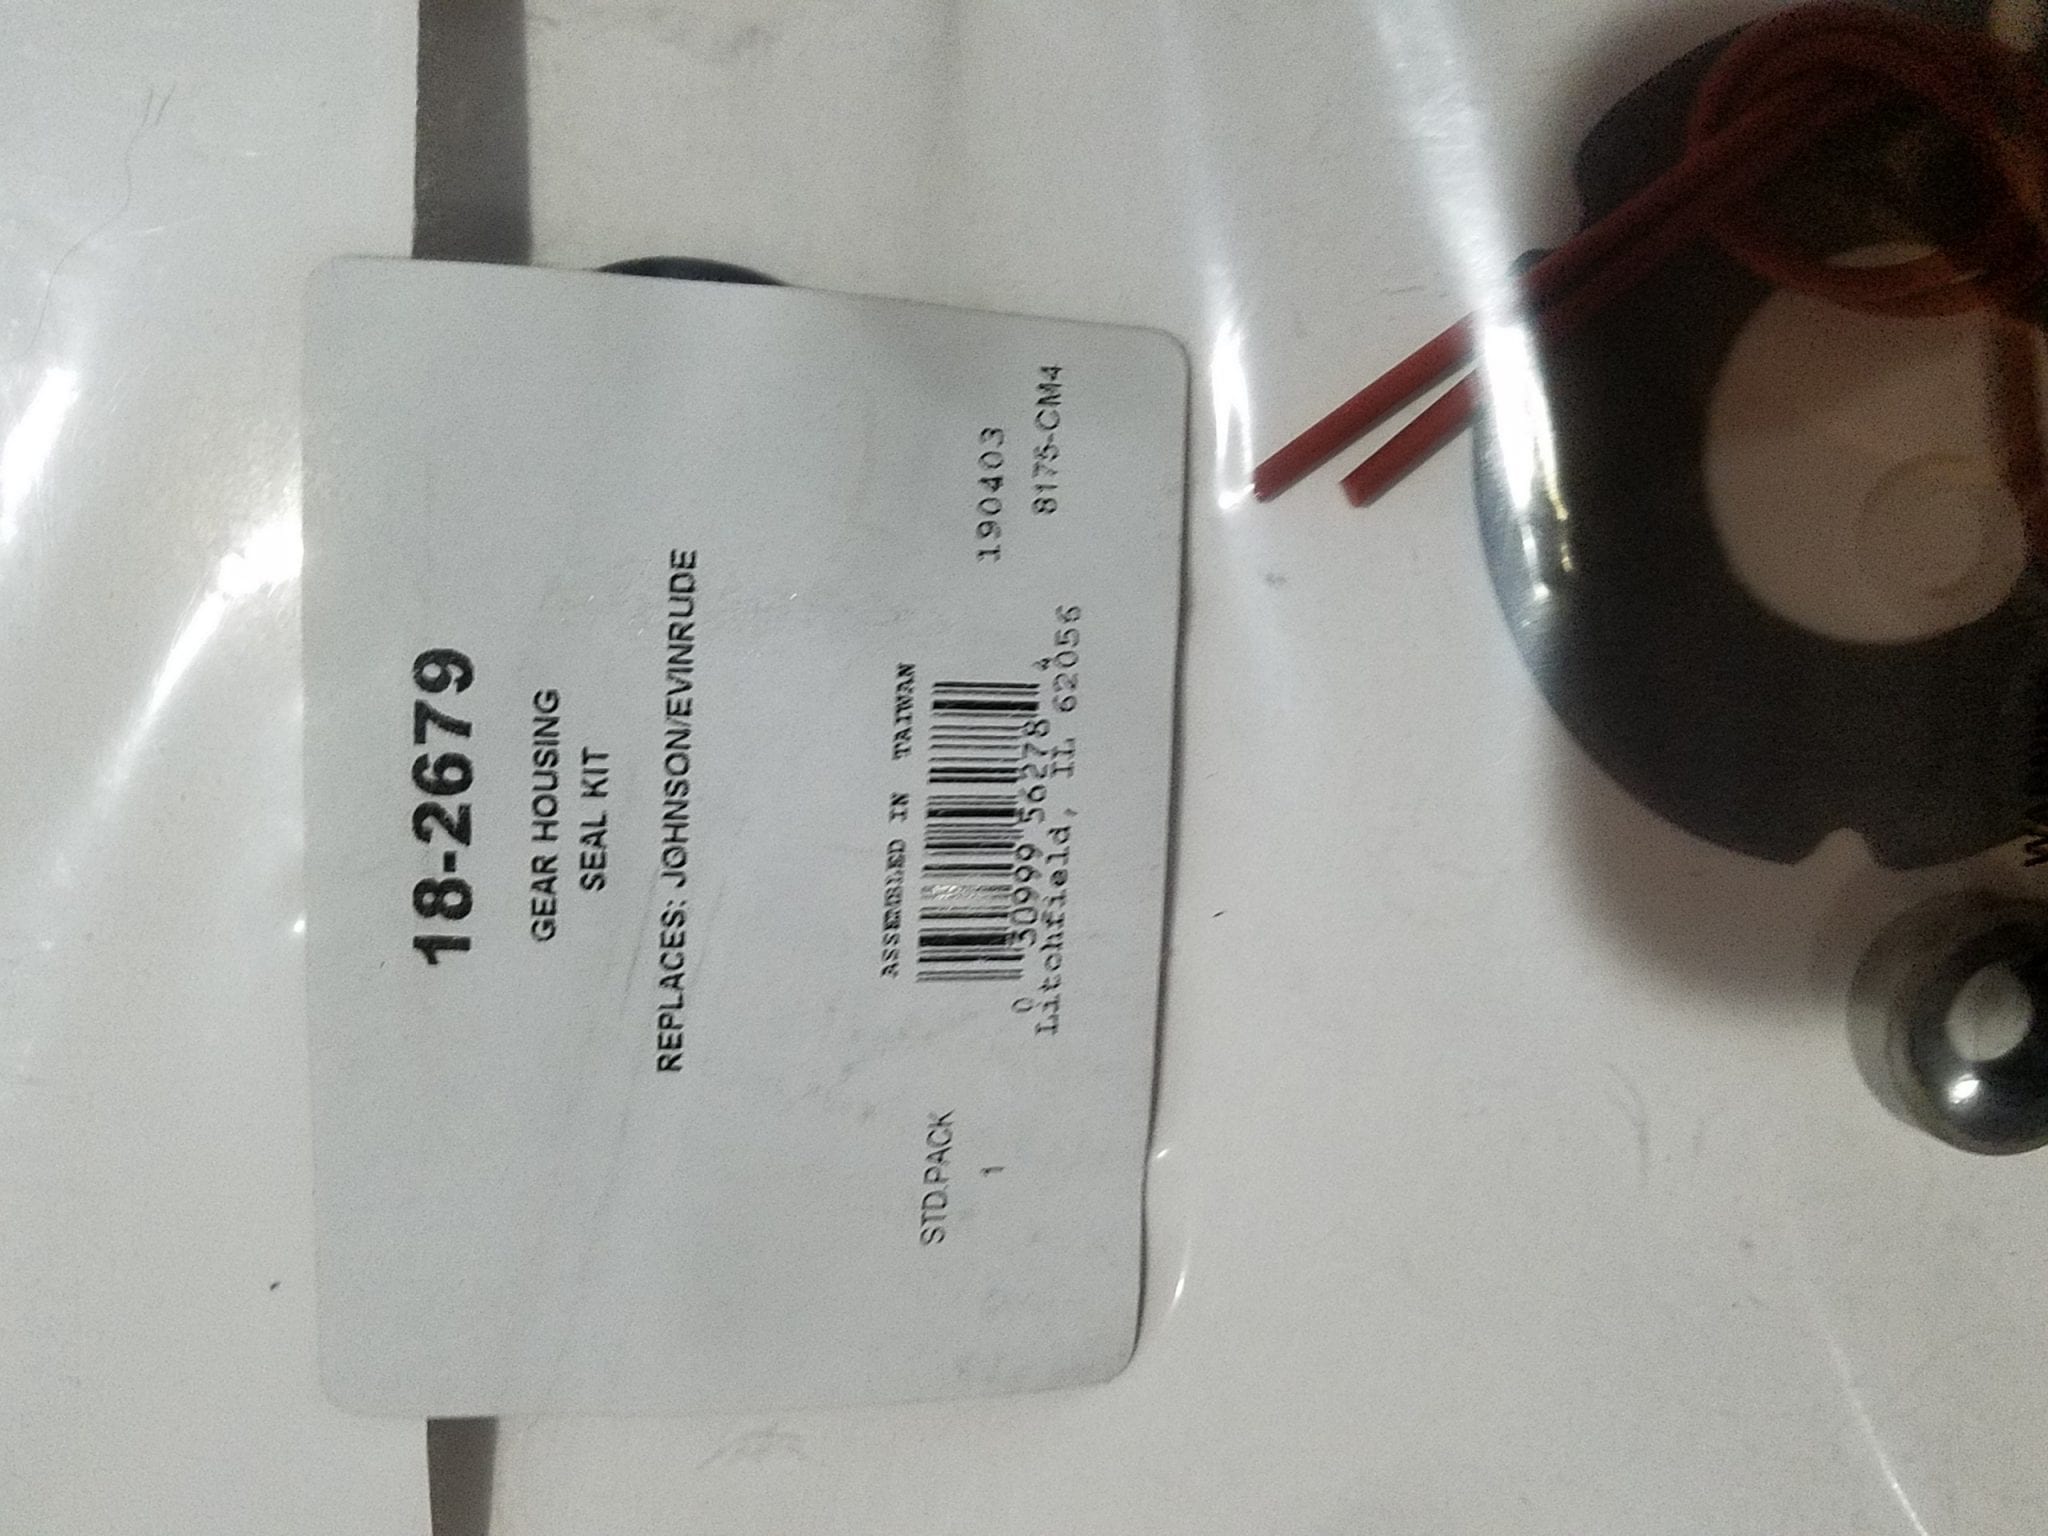 18-2679
GEAR HOUSING
SEAL KIT
REPLACES: JOHNSON/EVINRUDE
ASSEMBLED IN TAIWAN
STD.PACK
1
190403
0 30999 56278 4
Litchfield, IL 62056
8175-CM4